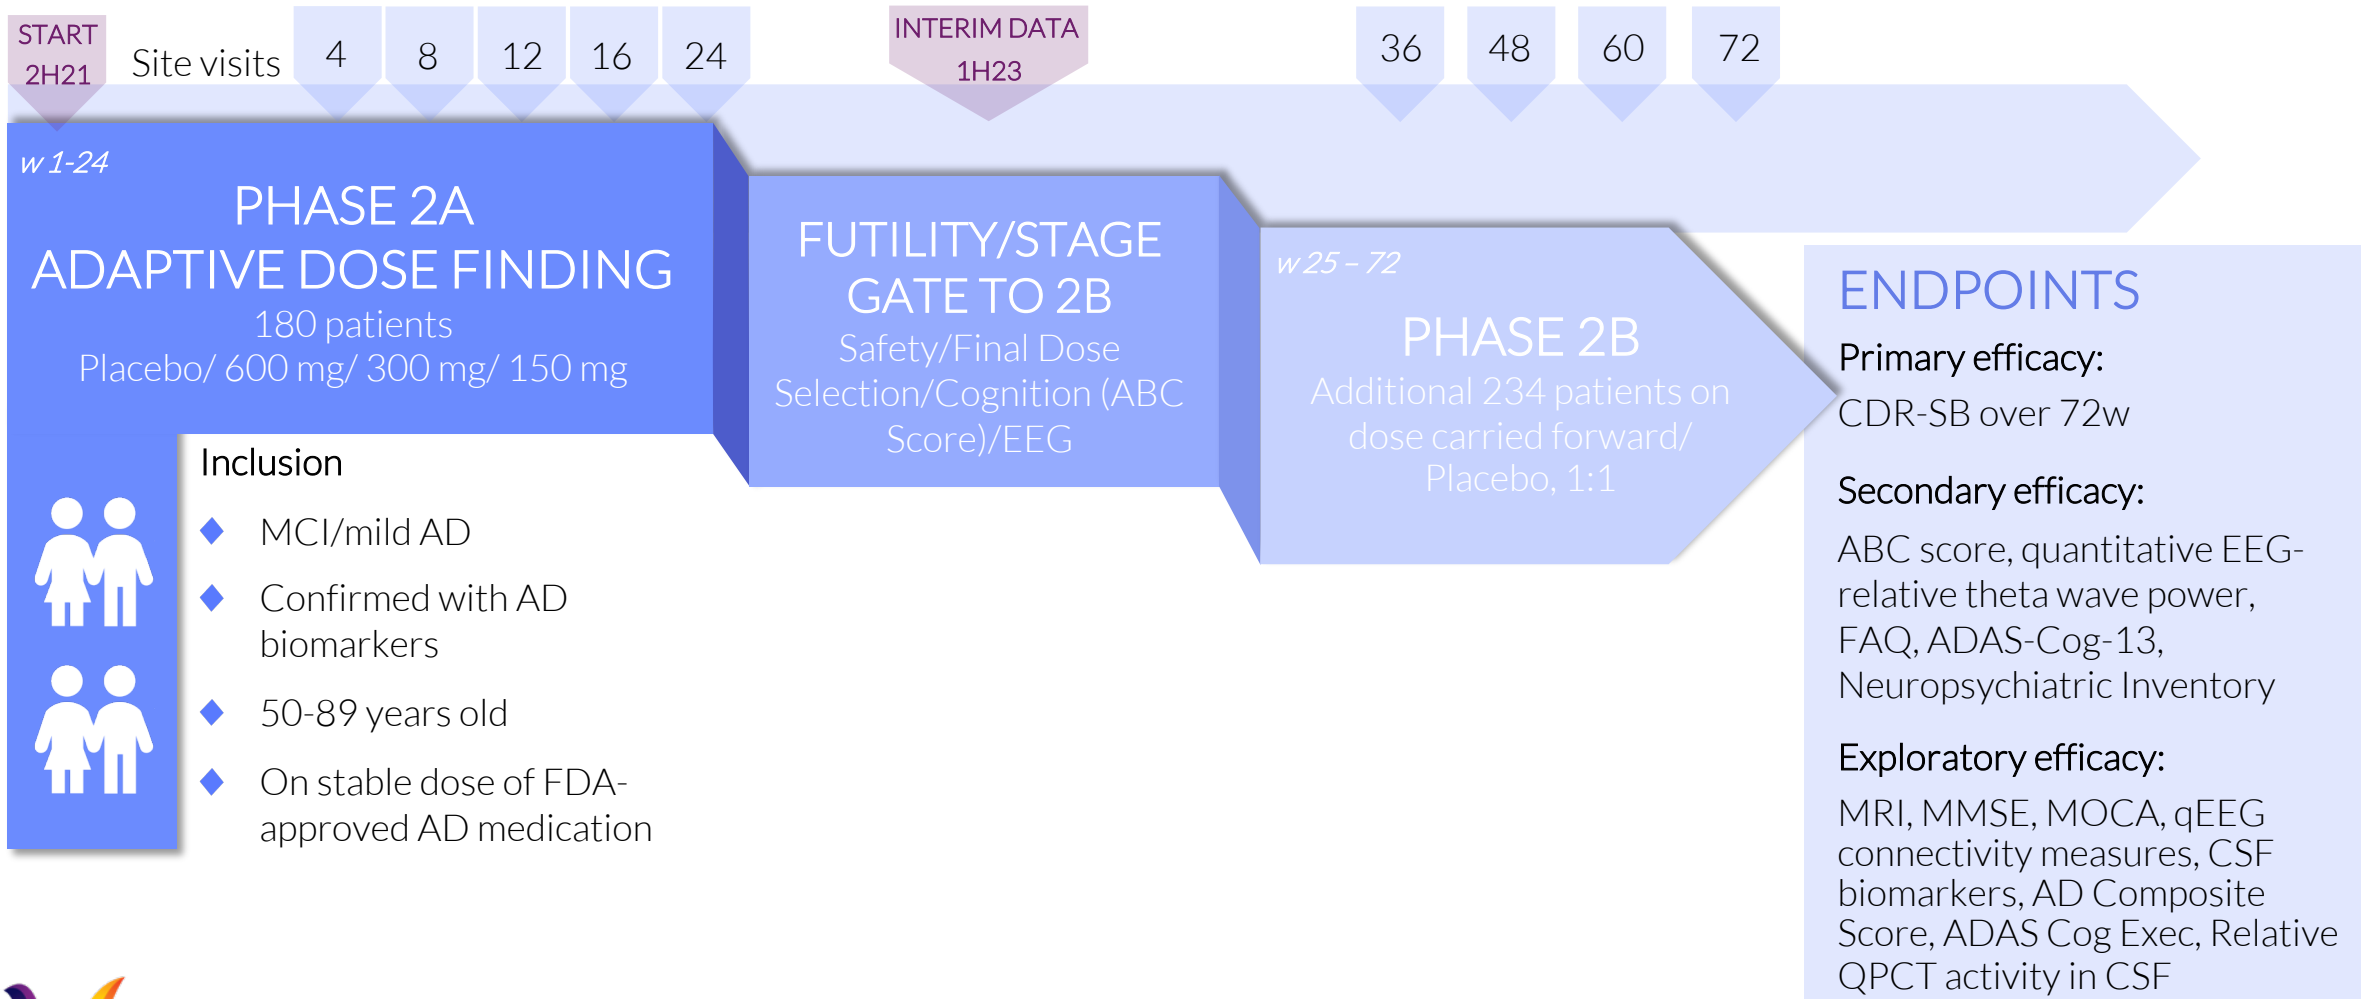 START
2H21
Site visits
4
8
12
16
24
INTERIM DATA
1H23
36
48
60
72
w 1-24
PHASE 2A
ADAPTIVE DOSE FINDING
180 patients
Placebo/ 600 mg/ 300 mg/ 150 mg
FUTILITY/STAGE
GATE TO 2B
Safety/Final Dose
Selection/Cognition (ABC
Score)/EEG
w 25 – 72
PHASE 2B
Additional 234 patients on
dose carried forward/
Placebo, 1:1
Inclusion
MCI/mild AD
Confirmed with AD
biomarkers
50-89 years old
On stable dose of FDA-
approved AD medication
ENDPOINTS
Primary efficacy:
CDR-SB over 72w
Secondary efficacy:
ABC score, quantitative EEG-
relative theta wave power,
FAQ, ADAS-Cog-13,
Neuropsychiatric Inventory
Exploratory efficacy:
MRI, MMSE, MOCA, qEEG
connectivity measures, CSF
biomarkers, AD Composite
Score, ADAS Cog Exec, Relative
QPCT activity in CSF